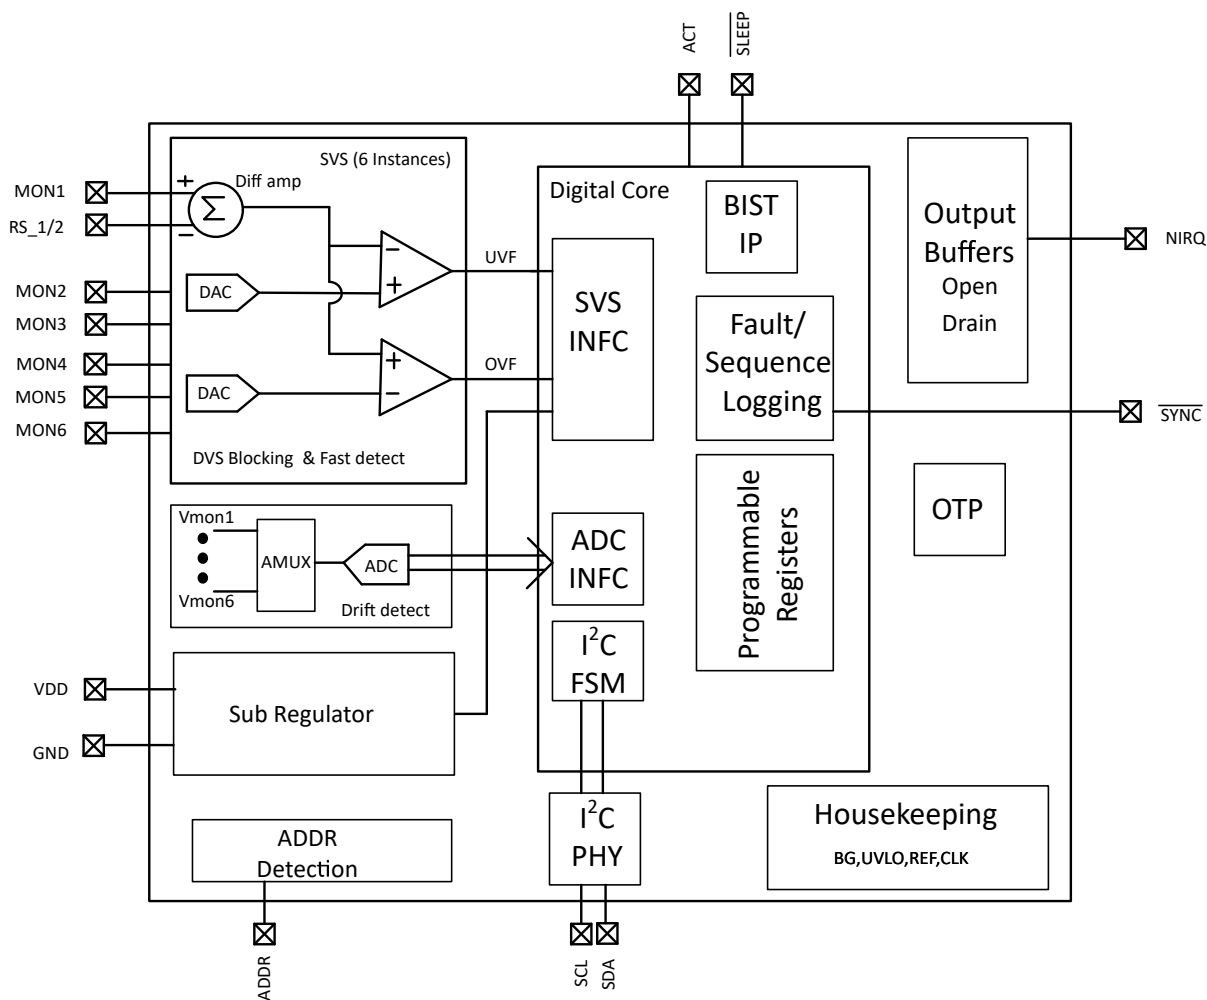 ACT
SLEEP
SVS (6 Instances)
+
Diff amp
MON1
Σ
RS_1/2
−
Digital Core
BIST
IP
Output
Buffers
Open
Drain
NIRQ
−
+
UVF
MON2
DAC
MON3
SVS
INFC
Fault/
Sequence
Logging
MON4
+
−
OVF
MON5
DAC
MON6
SYNC
DVS Blocking & Fast detect
Vmon1
AMUX
ADC
Vmon6
Drift detect
ADC
INFC
Programmable
Registers
OTP
I²C
FSM
VDD
Sub Regulator
GND
I²C
PHY
Housekeeping
BG,UVLO,REF,CLK
ADDR
Detection
ADDR
SCL
SDA